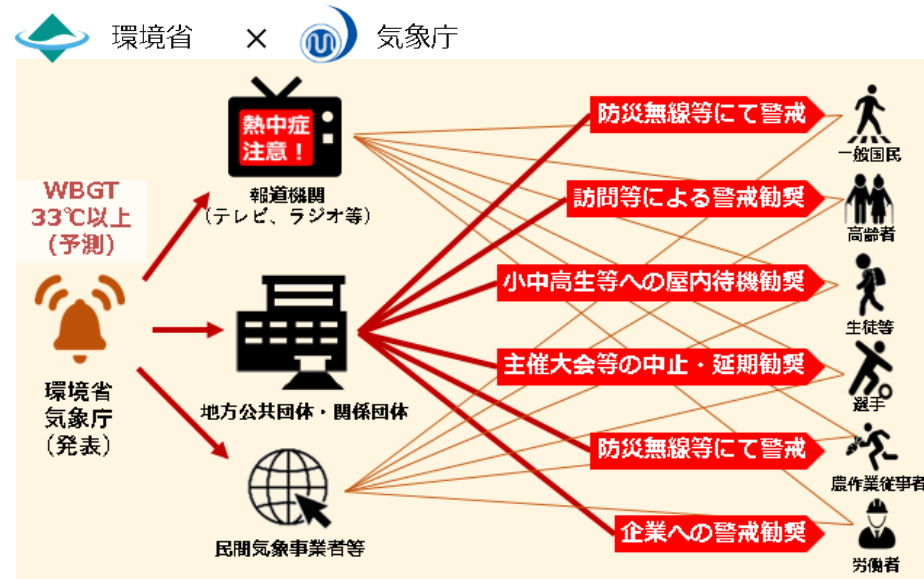 環境省 × 気象庁
熱中症
注意！
報道機関
（テレビ、ラジオ等）
WBGT
33℃以上
(予測)
環境省
気象庁
（発表）
地方公共団体・関係団体
民間気象事業者等
防災無線等にて警戒
訪問等による警戒勧奨
小中高生等への屋内待機勧奨
主催大会等の中止・延期勧奨
防災無線等にて警戒
企業への警戒勧奨
一般国民
高齢者
生徒等
選手
農作業従事者
労働者